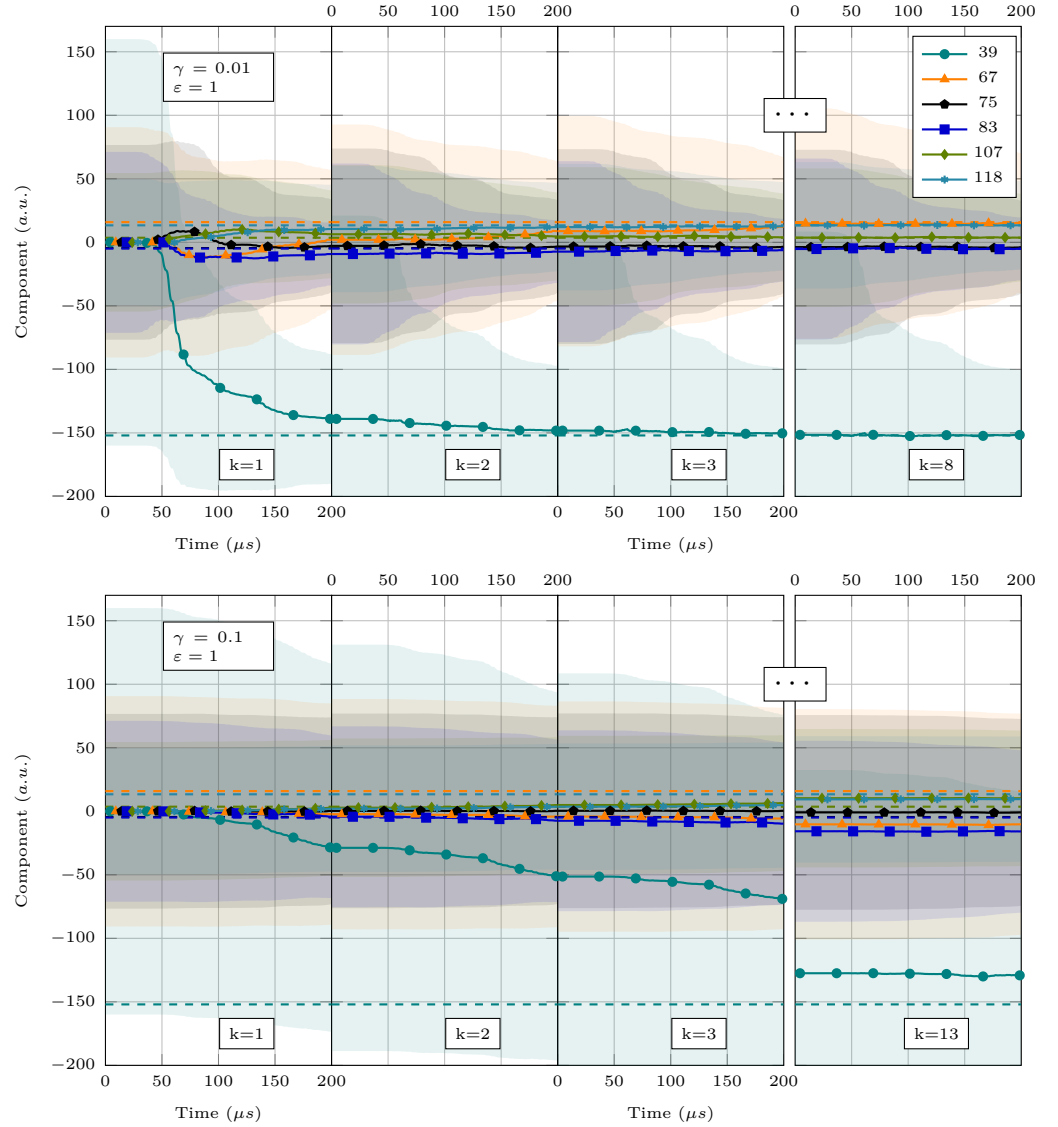 0 50 100 150 200
0 50 100 150 200
150
100
50
0
−50
−100
−150
−200
Component (a.u.)
γ = 0.01
ε = 1
• • •
39
67
75
83
107
118
k=1
k=2
k=3
k=8
0 50 100 150 200
0 50 100 150 200
Time (μs)
Time (μs)
0 50 100 150 200
0 50 100 150 200
150
100
50
0
−50
−100
−150
−200
Component (a.u.)
γ = 0.1
ε = 1
• • •
k=1
k=2
k=3
k=13
0 50 100 150 200
0 50 100 150 200
Time (μs)
Time (μs)